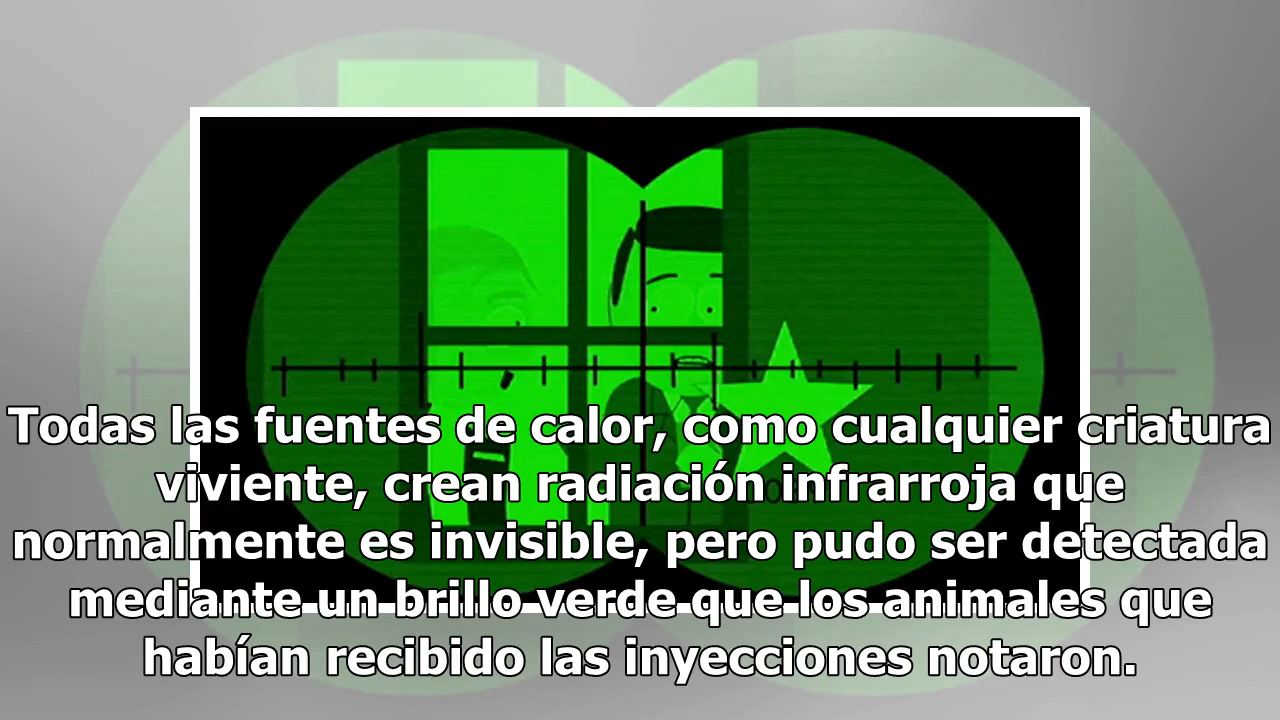 Todas las fuentes de calor, como cualquier criatura
viviente, crean radiación infrarroja que
normalmente es invisible, pero pudo ser detectada
mediante un brillo verde que los animales que
habían recibido las inyecciones notaron.